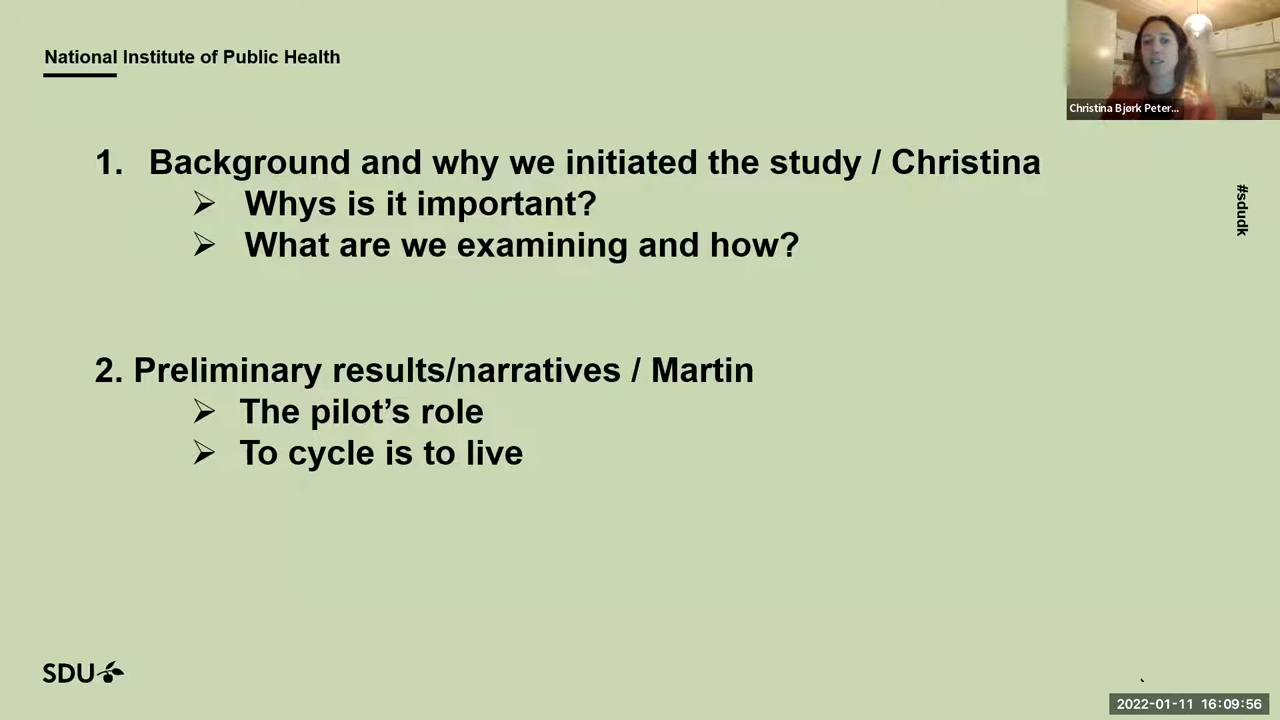 National Institute of Public Health
Christina Bjørk Peter...
1. Background and why we initiated the study / Christina
➢ Whys is it important?
➢ What are we examining and how?
#sdudk
2. Preliminary results/narratives / Martin
➢ The pilot’s role
➢ To cycle is to live
SDU
2022-01-11 16:09:56